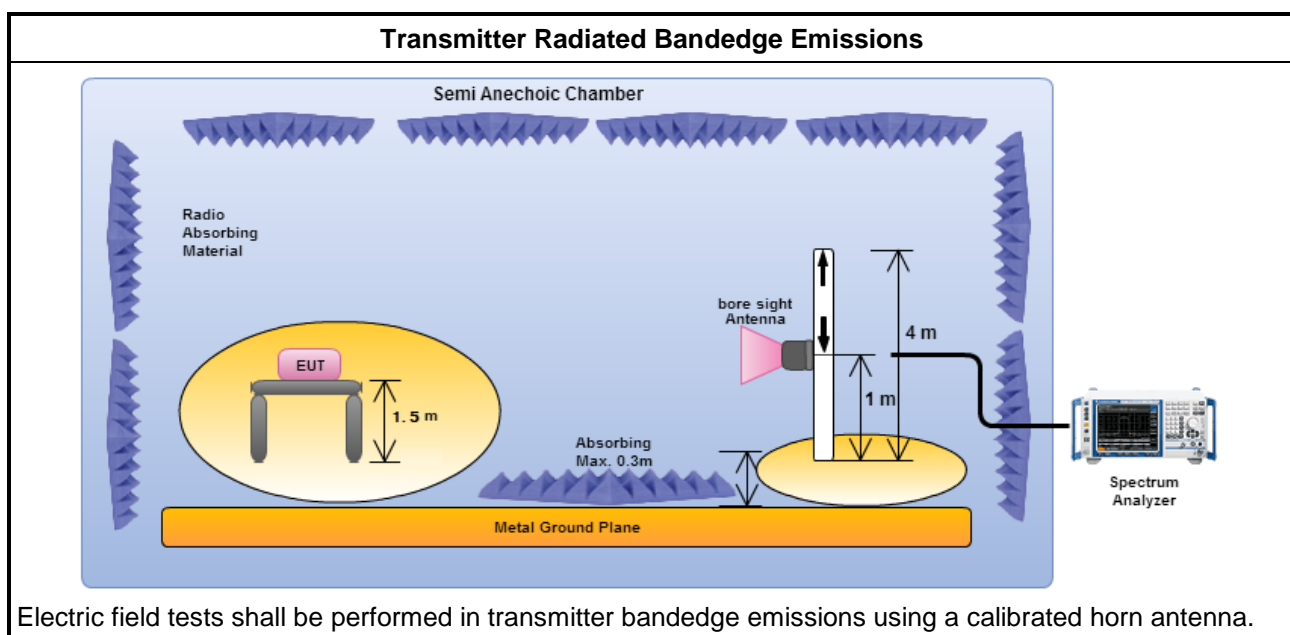 Transmitter Radiated Bandedge Emissions
Semi Anechoic Chamber
Radio
Absorbing
Material
bore sight
Antenna
4 m
EUT
1.5 m
1 m
Absorbing
Max. 0.3m
Spectrum
Analyzer
Metal Ground Plane
Electric field tests shall be performed in transmitter bandedge emissions using a calibrated horn antenna.